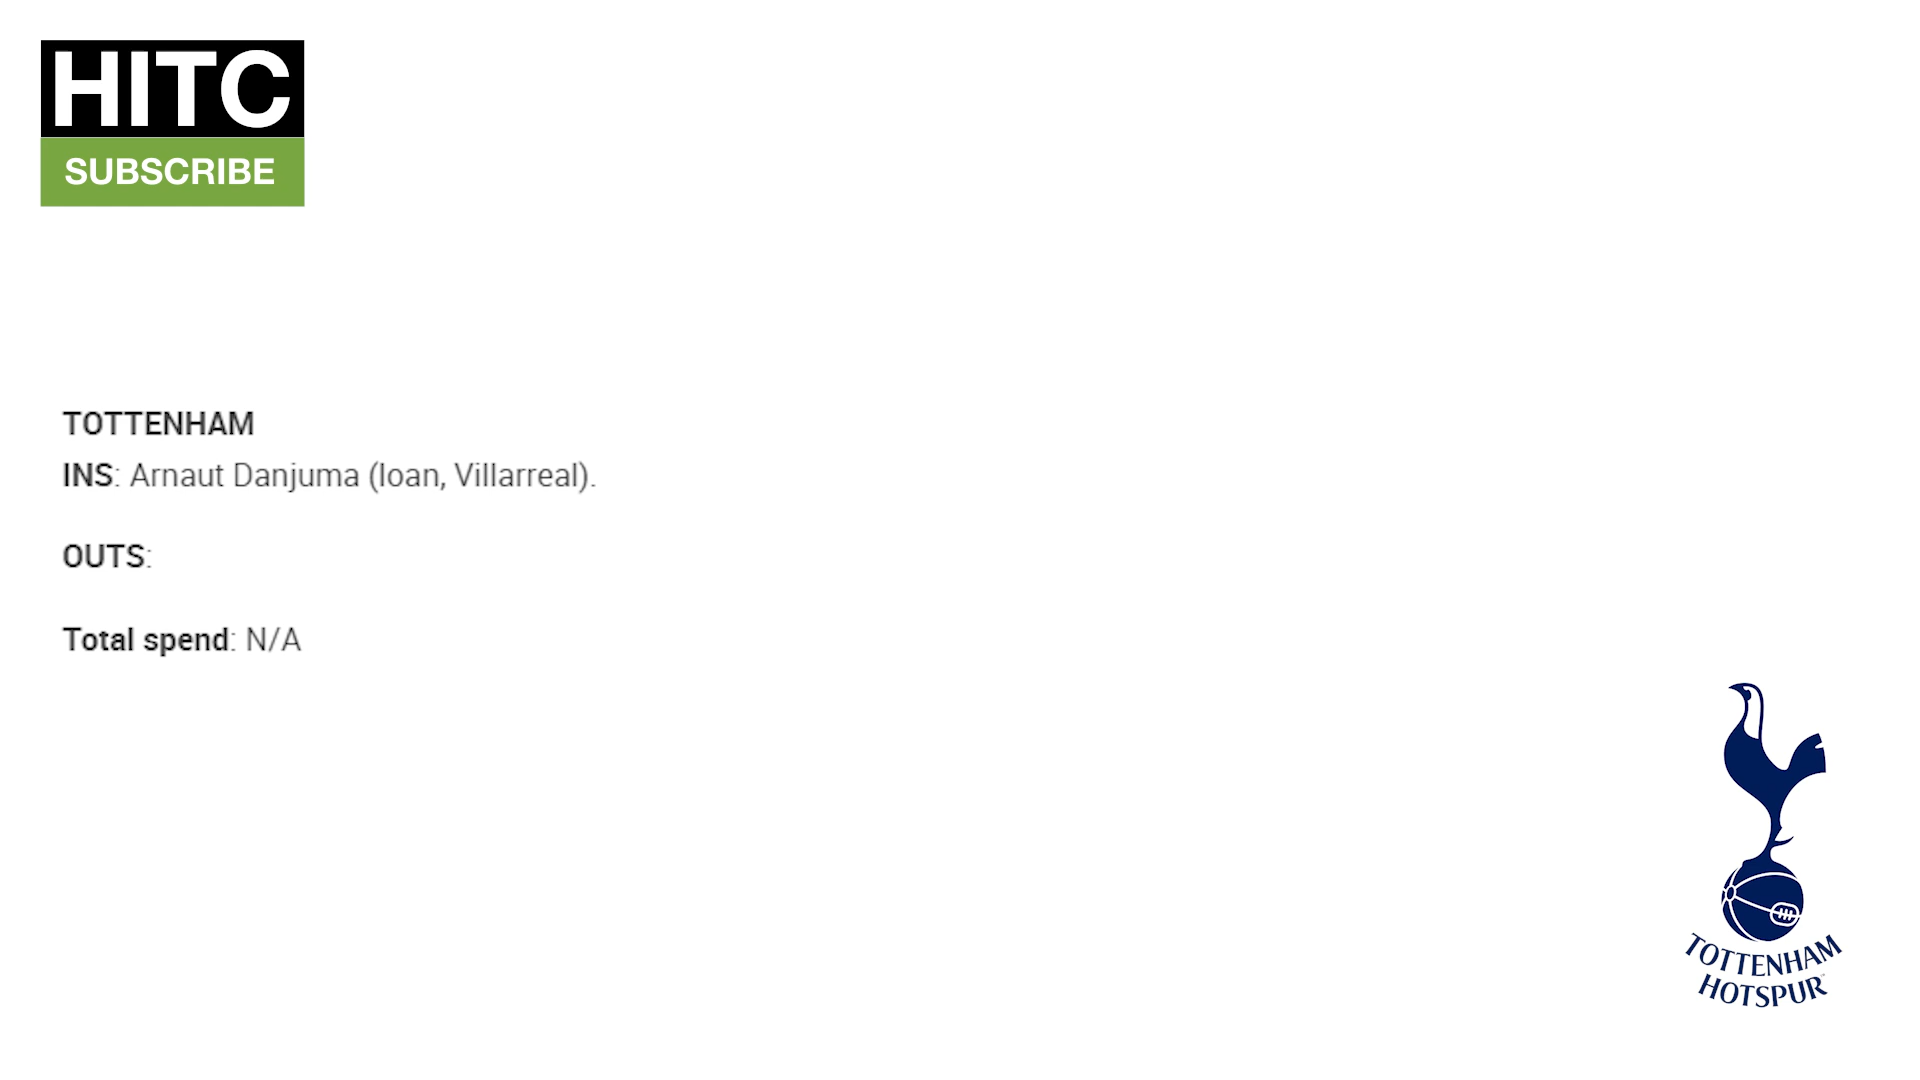 HITC
SUBSCRIBE
TOTTENHAM
INS: Arnaut Danjuma (loan, Villarreal).
OUTS:
Total spend: N/A
TOTTENHAM
HOTSPUR